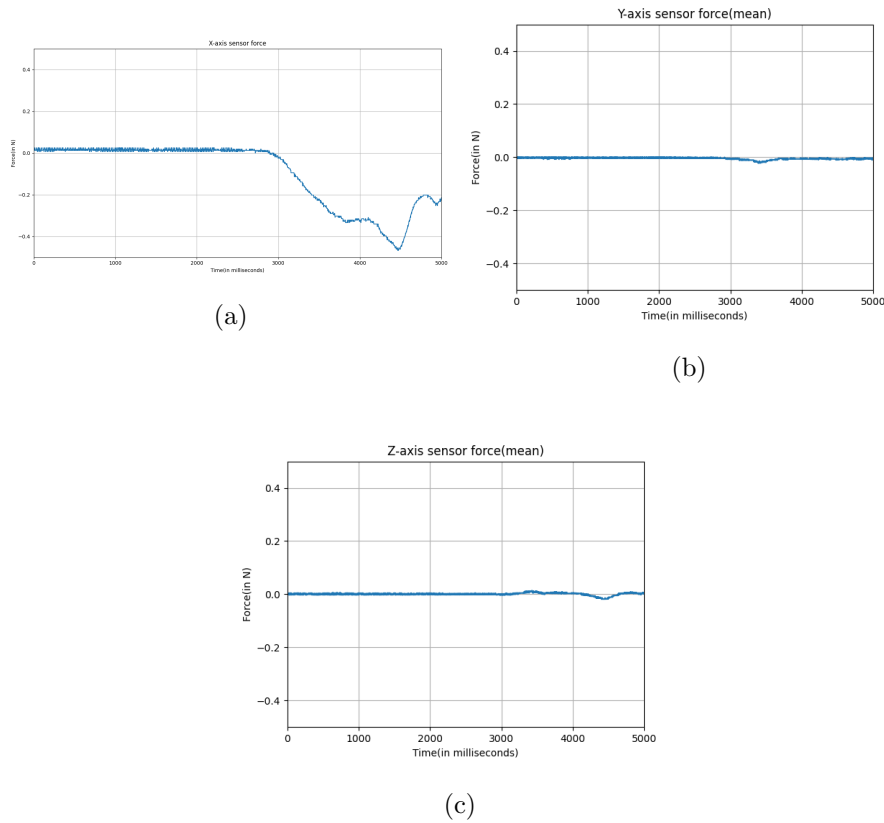 X-axis sensor force
0.4
0.2
0.0
−0.2
−0.4
Force(in N)
0 1000 2000 3000 4000 5000
Time(in milliseconds)
(a)
Y-axis sensor force(mean)
0.4
0.2
0.0
−0.2
−0.4
Force(in N)
0 1000 2000 3000 4000 5000
Time(in milliseconds)
(b)
Z-axis sensor force(mean)
0.4
0.2
0.0
−0.2
−0.4
Force(in N)
0 1000 2000 3000 4000 5000
Time(in milliseconds)
(c)